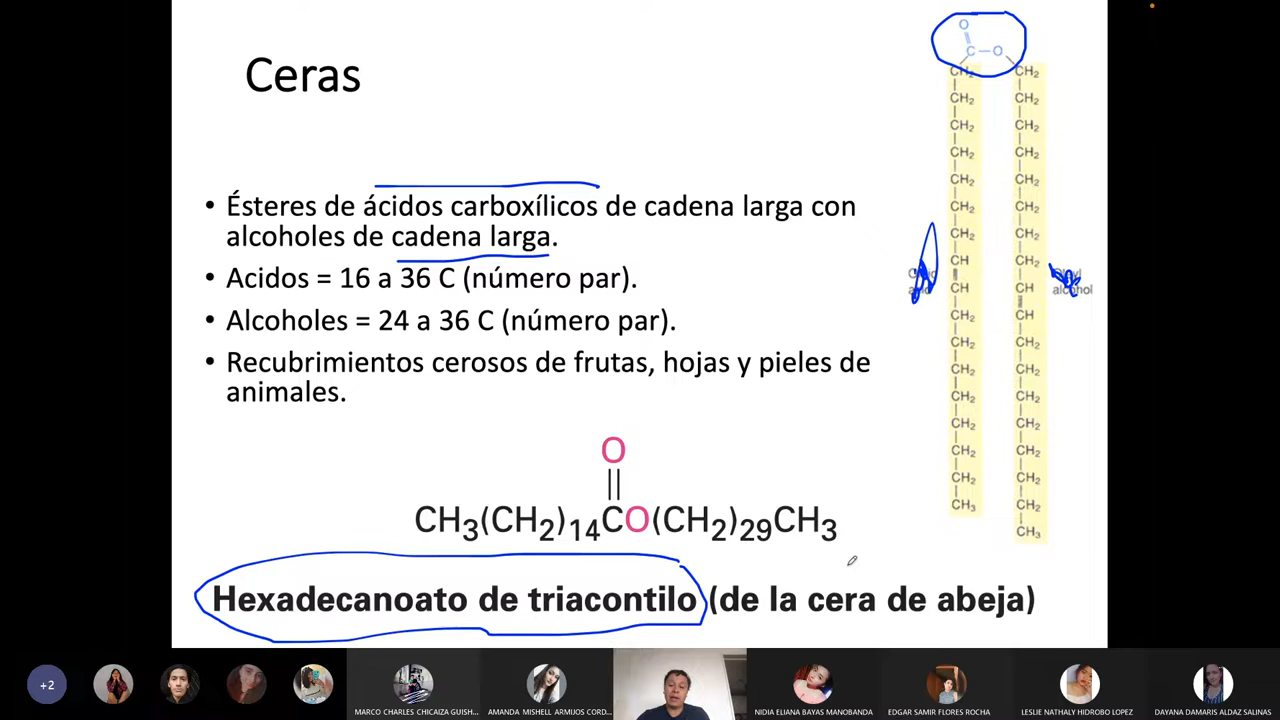 Ceras
• Ésteres de ácidos carboxílicos de cadena larga con
alcoholes de cadena larga.
• Acidos = 16 a 36 C (número par).
• Alcoholes = 24 a 36 C (número par).
• Recubrimientos cerosos de frutas, hojas y pieles de
animales.
O
CH3(CH2)14CO(CH2)29CH3
Hexadecanoato de triacontilo (de la cera de abeja)
O
C—O
CH2 CH2
CH2 CH2
CH2 CH2
CH2 CH2
CH2 CH2
CH2 CH2
CH2 CH2
CH CH2
CH CH
alcohol
CH2 CH
CH2 CH2
CH2 CH2
CH2 CH2
CH2 CH2
CH2 CH2
CH2 CH2
CH3 CH2
CH3
+2
MARCO CHARLES CHICAIZA GUISH...
AMANDA MISHELL ARMIJOS CORD...
NIDIA ELIANA BAYAS MANOBANDA
EDGAR SAMIR FLORES ROCHA
LESLIE NATHALY HIDROBO LOPEZ
DAYANA DAMARIS ALDAZ SALINAS